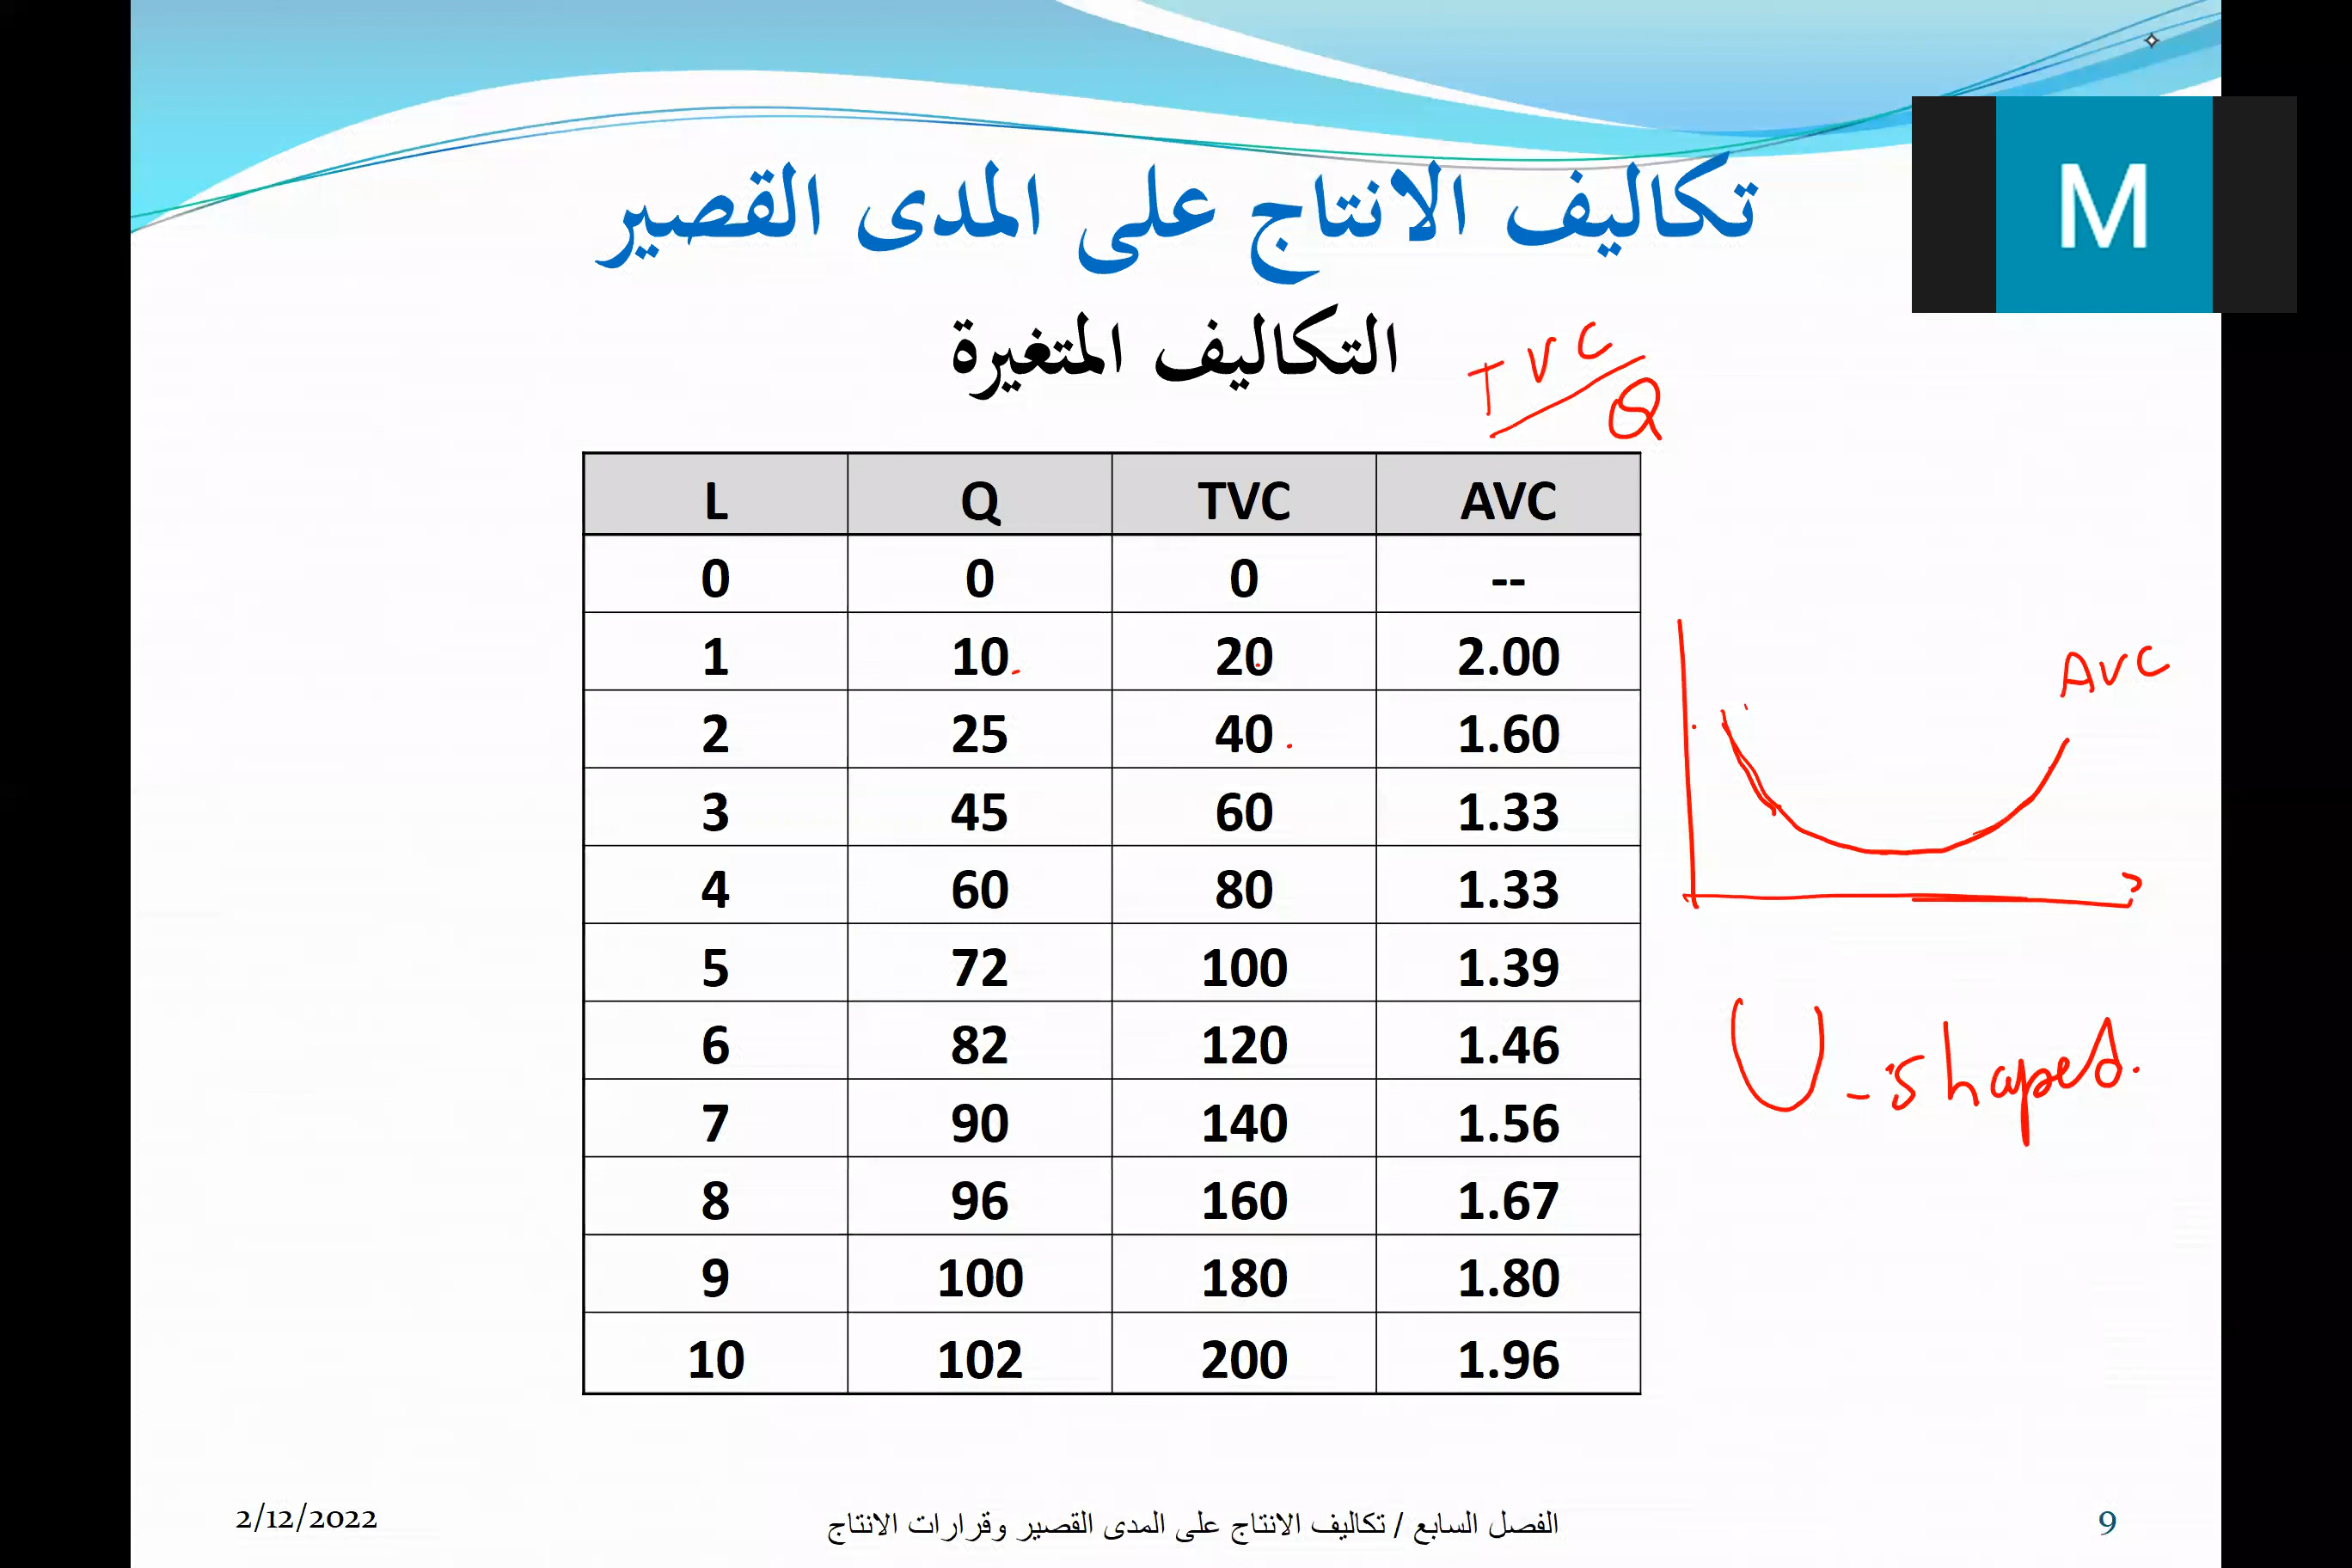 M
تكاليف الانتاج على المدى القصير
التكاليف المتغيرة
TVC/Q
L Q TVC AVC
0 0 0 --
1 10 20 2.00
2 25 40 1.60
3 45 60 1.33
4 60 80 1.33
5 72 100 1.39
6 82 120 1.46
7 90 140 1.56
8 96 160 1.67
9 100 180 1.80
10 102 200 1.96
AVC
U-shaped.
2/12/2022
الفصل السابع / تكاليف الانتاج على المدى القصير وقرارات الانتاج
9